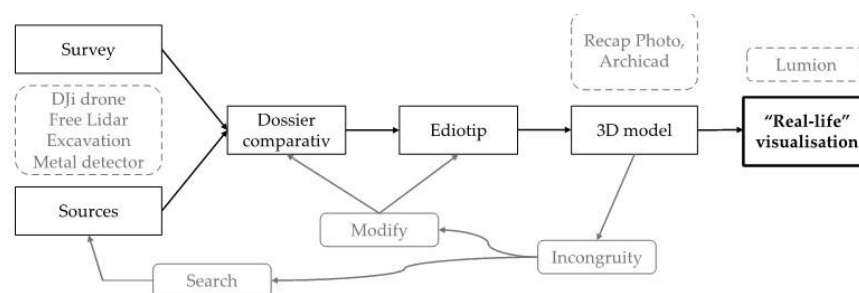 Survey
DJi drone
Free Lidar
Excavation
Metal detector
Sources
Dossier
comparativ
Ediotip
Recap Photo,
Archicad
3D model
Lumion
“Real-life”
visualisation
Modify
Incongruity
Search